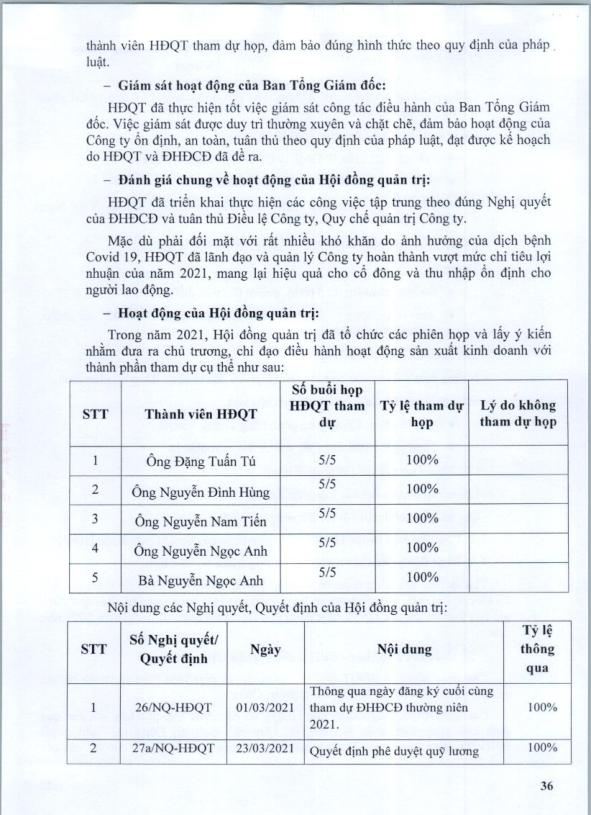 thành viên HĐQT tham dự họp, đảm bảo đúng hình thức theo quy định của pháp
luật.
– Giám sát hoạt động của Ban Tổng Giám đốc:
HĐQT đã thực hiện tốt việc giám sát công tác điều hành của Ban Tổng Giám
đốc. Việc giám sát được duy trì thường xuyên và chặt chẽ, đảm bảo hoạt động của
Công ty ổn định, an toàn, tuân thủ theo quy định của pháp luật, đạt được kế hoạch
do HĐQT và ĐHĐCĐ đã đề ra.
– Đánh giá chung về hoạt động của Hội đồng quản trị:
HĐQT đã triển khai thực hiện các công việc tập trung theo đúng Nghị quyết
của ĐHĐCĐ và tuân thủ Điều lệ Công ty, Quy chế quản trị Công ty.
Mặc dù phải đối mặt với rất nhiều khó khăn do ảnh hưởng của dịch bệnh
Covid 19, HĐQT đã lãnh đạo và quản lý Công ty hoàn thành vượt mức chỉ tiêu lợi
nhuận của năm 2021, mang lại hiệu quả cho cổ đông và thu nhập ổn định cho
người lao động.
– Hoạt động của Hội đồng quản trị:
Trong năm 2021, Hội đồng quản trị đã tổ chức các phiên họp và lấy ý kiến
nhằm đưa ra chủ trương, chỉ đạo điều hành hoạt động sản xuất kinh doanh với
thành phần tham dự cụ thể như sau:
STT Thành viên HĐQT Số buổi họp HĐQT tham dự Tỷ lệ tham dự họp Lý do không tham dự họp
1 Ông Đặng Tuấn Tú 5/5 100%
2 Ông Nguyễn Đình Hùng 5/5 100%
3 Ông Nguyễn Nam Tiến 5/5 100%
4 Ông Nguyễn Ngọc Anh 5/5 100%
5 Bà Nguyễn Ngọc Anh 5/5 100%
Nội dung các Nghị quyết, Quyết định của Hội đồng quản trị:
STT Số Nghị quyết/ Quyết định Ngày Nội dung Tỷ lệ thông qua
1 26/NQ-HĐQT 01/03/2021 Thông qua ngày đăng ký cuối cùng
tham dự ĐHĐCĐ thường niên
2021. 100%
2 27a/NQ-HĐQT 23/03/2021 Quyết định phê duyệt quỹ lương 100%
36